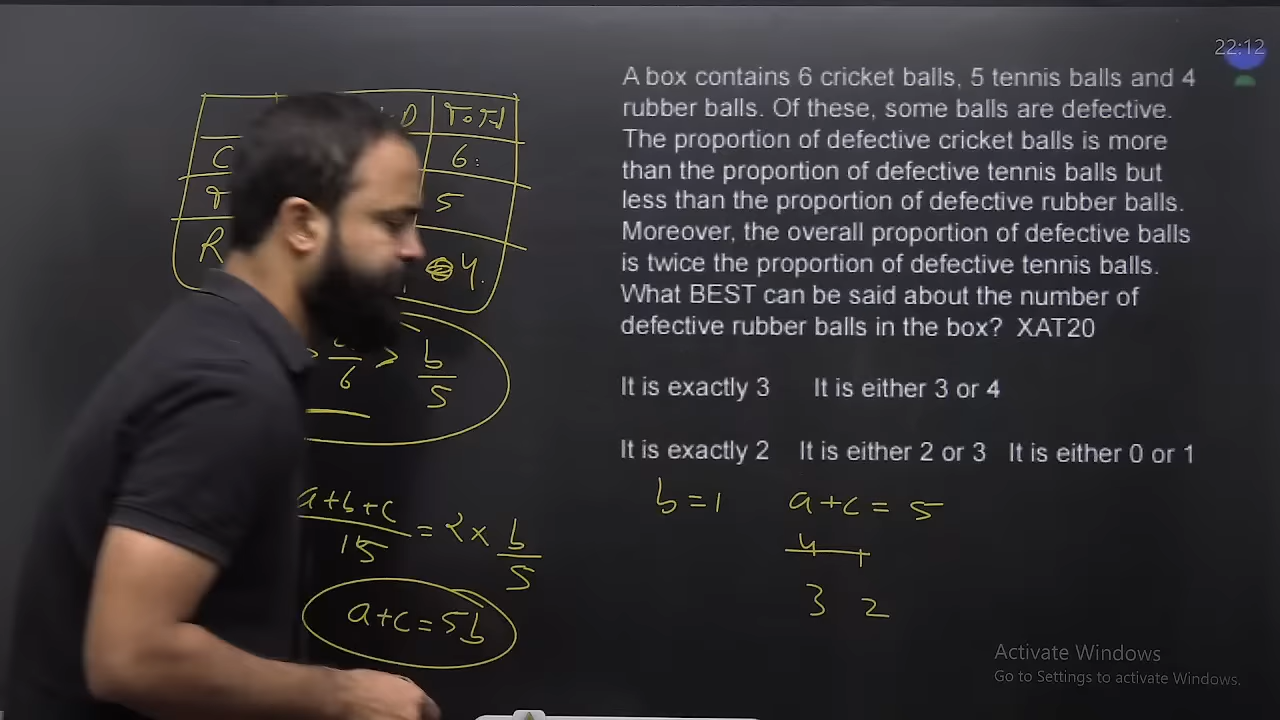 22:12
A box contains 6 cricket balls, 5 tennis balls and 4
rubber balls. Of these, some balls are defective.
The proportion of defective cricket balls is more
than the proportion of defective tennis balls but
less than the proportion of defective rubber balls.
Moreover, the overall proportion of defective balls
is twice the proportion of defective tennis balls.
What BEST can be said about the number of
defective rubber balls in the box? XAT20
It is exactly 3 It is either 3 or 4
It is exactly 2 It is either 2 or 3 It is either 0 or 1
D Total
C 6
T 5
R 4
> /6 > b/5
a+b+c/15 = 2 × b/5
a+c = 5b
b = 1 a+c = 5
4 1
3 2
Activate Windows
Go to Settings to activate Windows.